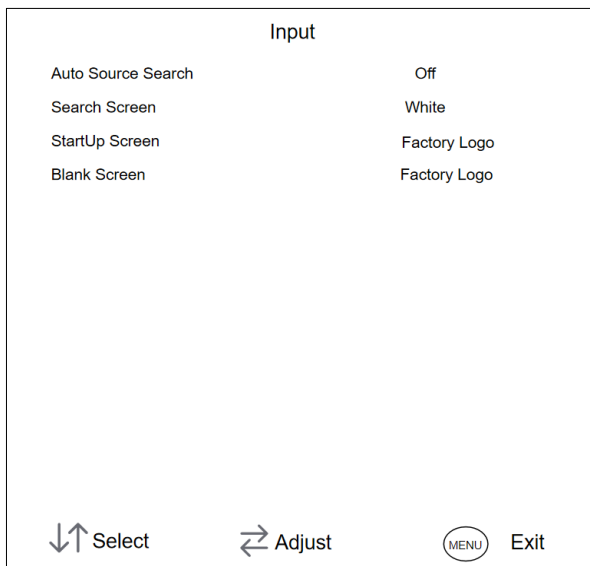 Input
Auto Source Search Off
Search Screen White
StartUp Screen Factory Logo
Blank Screen Factory Logo
Select Adjust MENU Exit